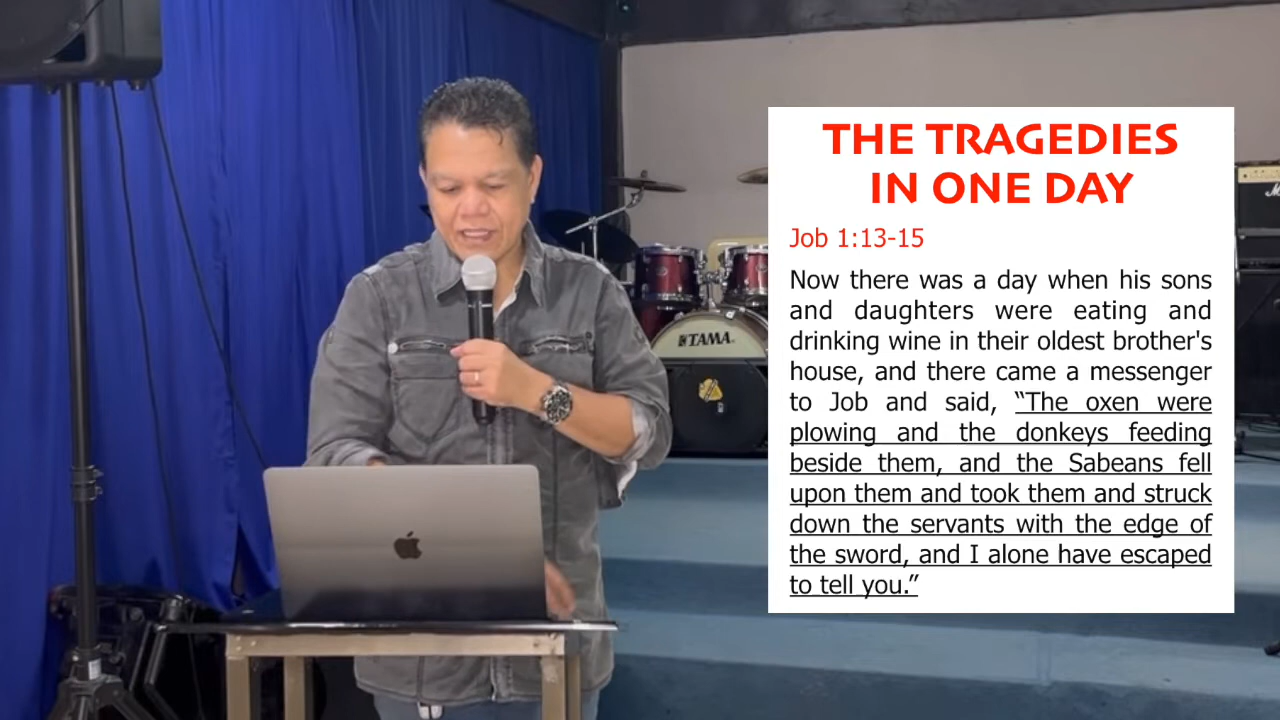 THE TRAGEDIES
IN ONE DAY
Job 1:13-15
Now there was a day when his sons
and daughters were eating and
drinking wine in their oldest brother's
house, and there came a messenger
to Job and said, “The oxen were
plowing and the donkeys feeding
beside them, and the Sabeans fell
upon them and took them and struck
down the servants with the edge of
the sword, and I alone have escaped
to tell you.”
TAMA